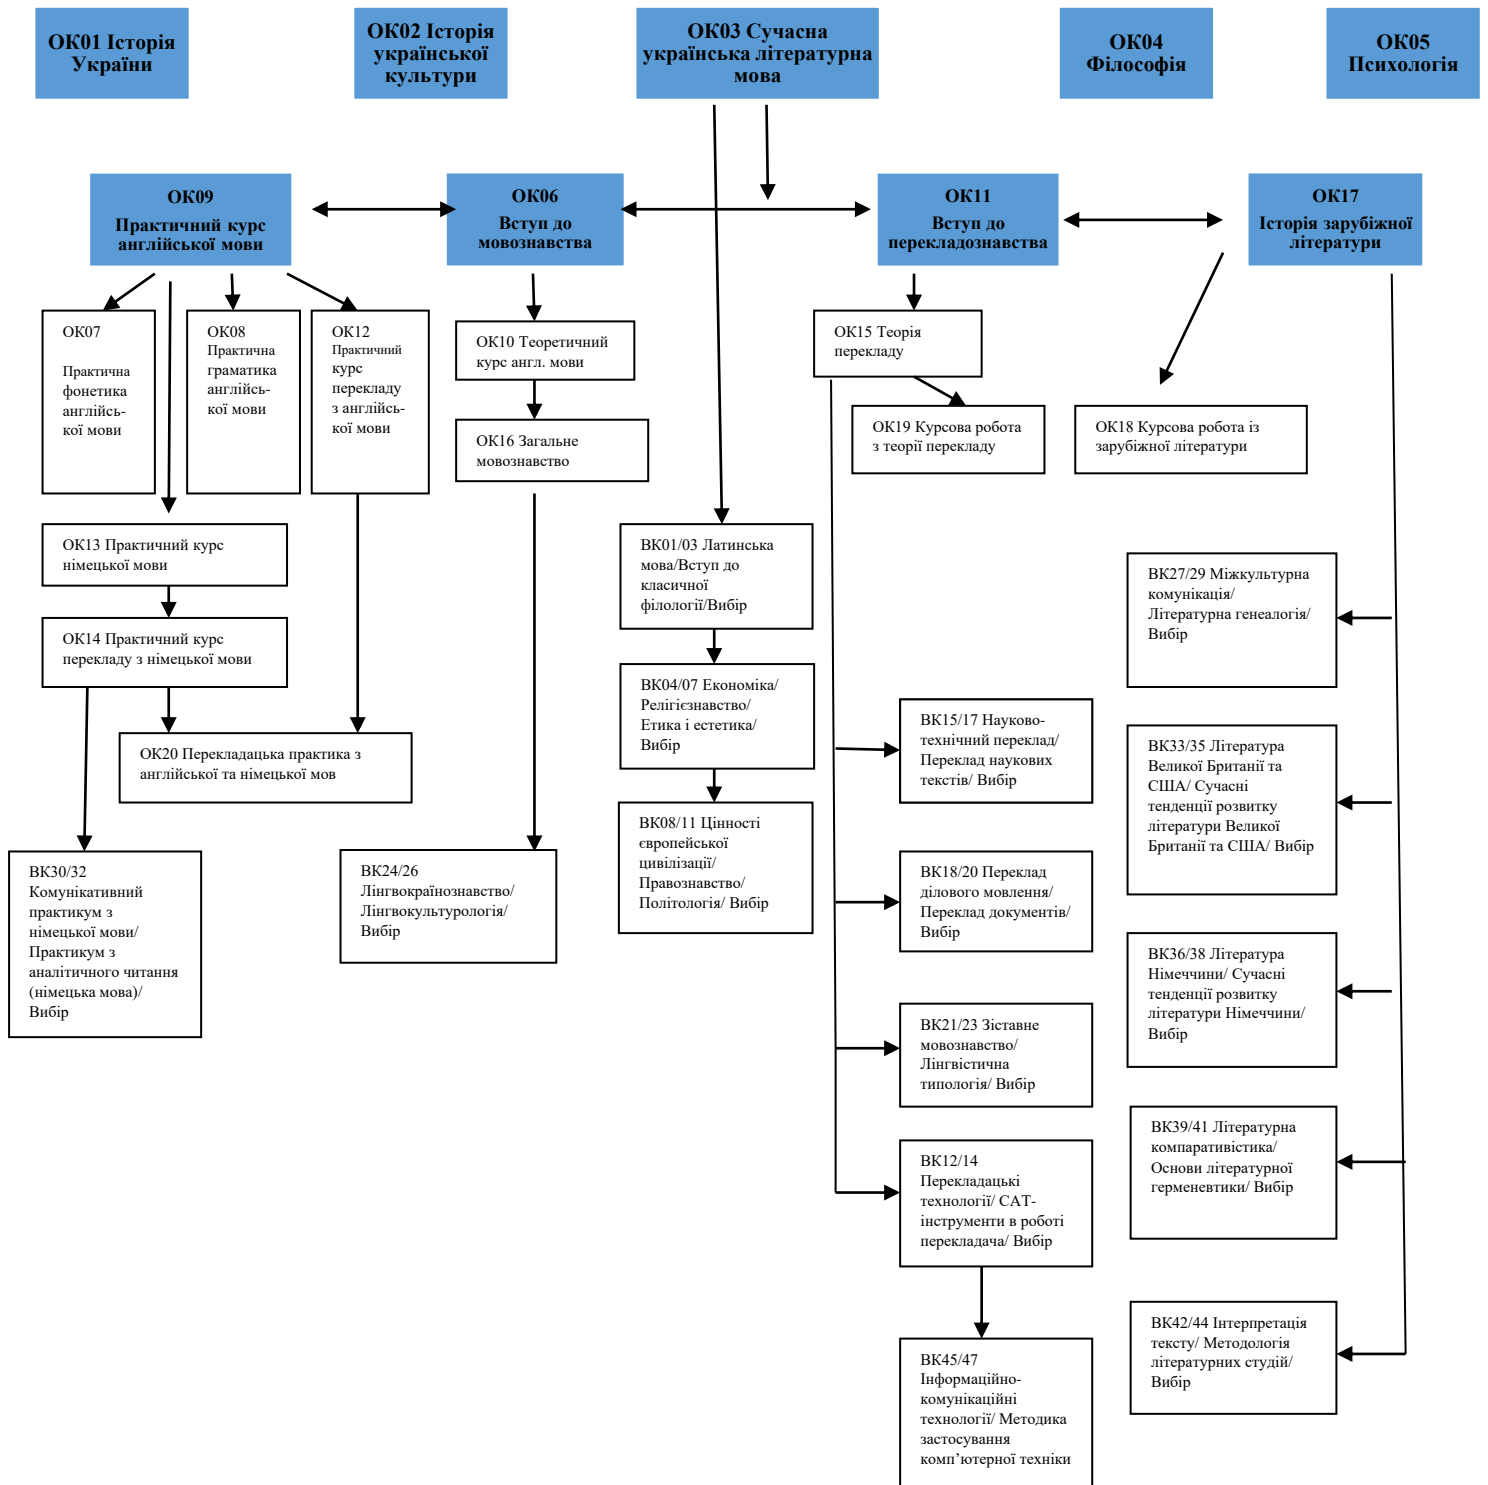 ОК01 Історія
України
ОК02 Історія
української
культури
ОК03 Сучасна
українська літературна
мова
ОК04
Філософія
ОК05
Психологія
ОК09
Практичний курс
англійської мови
ОК06
Вступ до
мовознавства
ОК11
Вступ до
перекладознавства
ОК17
Історія зарубіжної
літератури
ОК07
Практична
фонетика
англійсь-
кої мови
ОК08
Практична
граматика
англійсь-
кої мови
ОК12
Практичний
курс
перекладу
з англійсь-
кої мови
ОК10 Теоретичний
курс англ. мови
ОК15 Теорія
перекладу
ОК16 Загальне
мовознавство
ОК19 Курсова робота
з теорії перекладу
ОК18 Курсова робота із
зарубіжної літератури
ОК13 Практичний курс
німецької мови
ОК14 Практичний курс
перекладу з німецької мови
ОК20 Перекладацька практика з
англійської та німецької мов
ВК30/32
Комунікативний
практикум з
німецької мови/
Практикум з
аналітичного читання
(німецька мова)/
Вибір
ВК24/26
Лінгвокраїнознавство/
Лінгвокультурологія/
Вибір
ВК01/03 Латинська
мова/Вступ до
класичної
філології/Вибір
ВК04/07 Економіка/
Релігієзнавство/
Етика і естетика/
Вибір
ВК08/11 Цінності
європейської
цивілізації/
Правознавство/
Політологія/ Вибір
ВК15/17 Науково-
технічний переклад/
Переклад наукових
текстів/ Вибір
ВК18/20 Переклад
ділового мовлення/
Переклад документів/
Вибір
ВК21/23 Зіставне
мовознавство/
Лінгвістична
типологія/ Вибір
ВК12/14
Перекладацькі
технології/ САТ-
інструменти в роботі
перекладача/ Вибір
ВК45/47
Інформаційно-
комунікаційні
технології/ Методика
застосування
комп’ютерної техніки
ВК27/29 Міжкультурна
комунікація/
Літературна генеалогія/
Вибір
ВК33/35 Література
Великої Британії та
США/ Сучасні
тенденції розвитку
літератури Великої
Британії та США/ Вибір
ВК36/38 Література
Німеччини/ Сучасні
тенденції розвитку
літератури Німеччини/
Вибір
ВК39/41 Літературна
компаративістика/
Основи літературної
герменевтики/ Вибір
ВК42/44 Інтерпретація
тексту/ Методологія
літературних студій/
Вибір